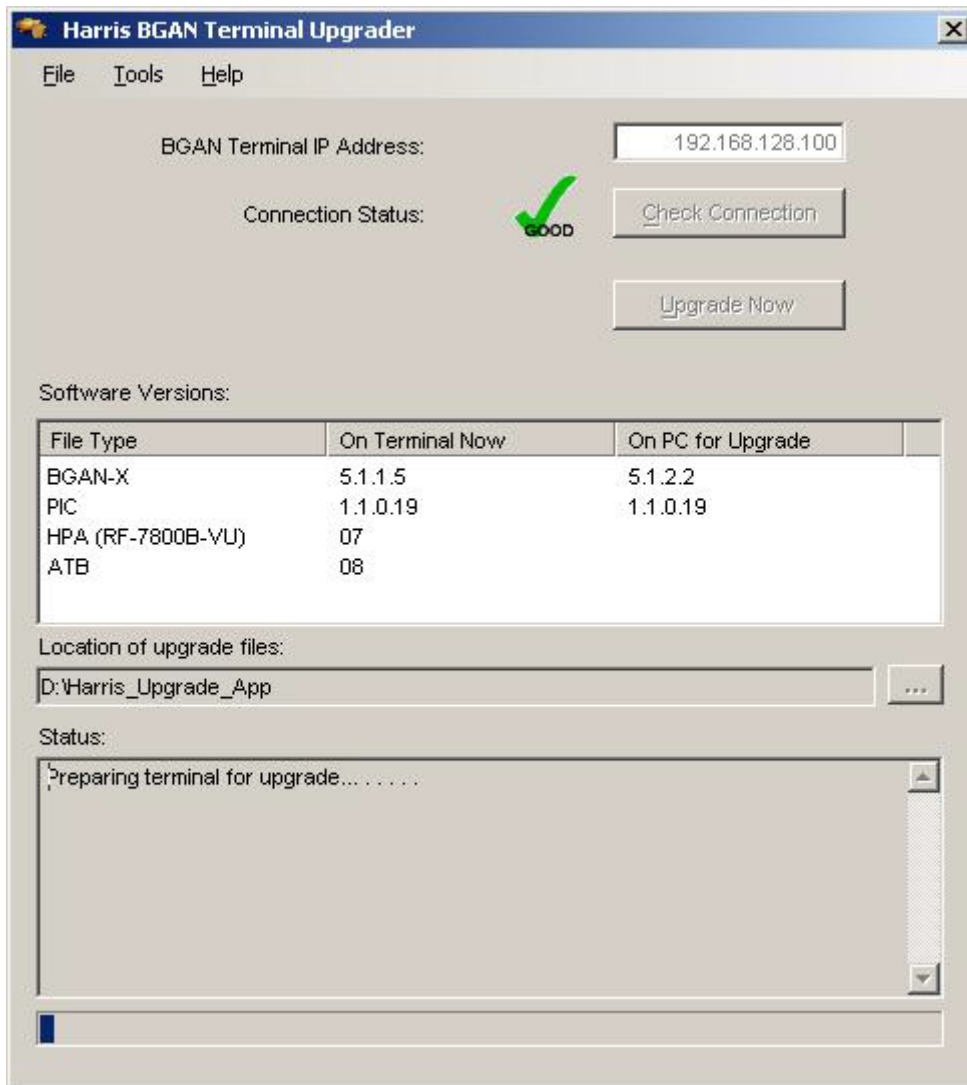 Harris BGAN Terminal Upgrader
File Tools Help
BGAN Terminal IP Address: 192.168.128.100
Connection Status: GOOD Check Connection
Upgrade Now
Software Versions:
File Type On Terminal Now On PC for Upgrade
BGAN-X 5.1.1.5 5.1.2.2
PIC 1.1.0.19 1.1.0.19
HPA (RF-7800B-VU) 07
ATB 08
Location of upgrade files:
D:\Harris_Upgrade_App ...
Status:
Preparing terminal for upgrade... . . . . .